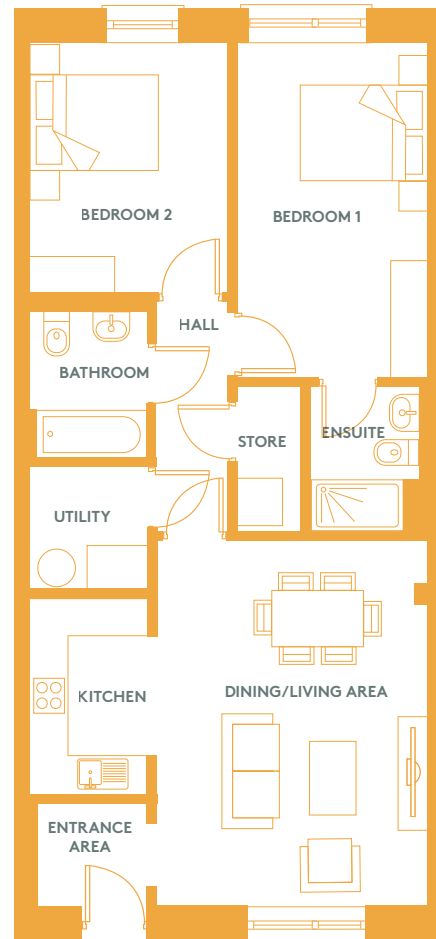 BEDROOM 2
BEDROOM 1
HALL
BATHROOM
ENSUITE
STORE
UTILITY
KITCHEN
DINING/LIVING AREA
ENTRANCE
AREA